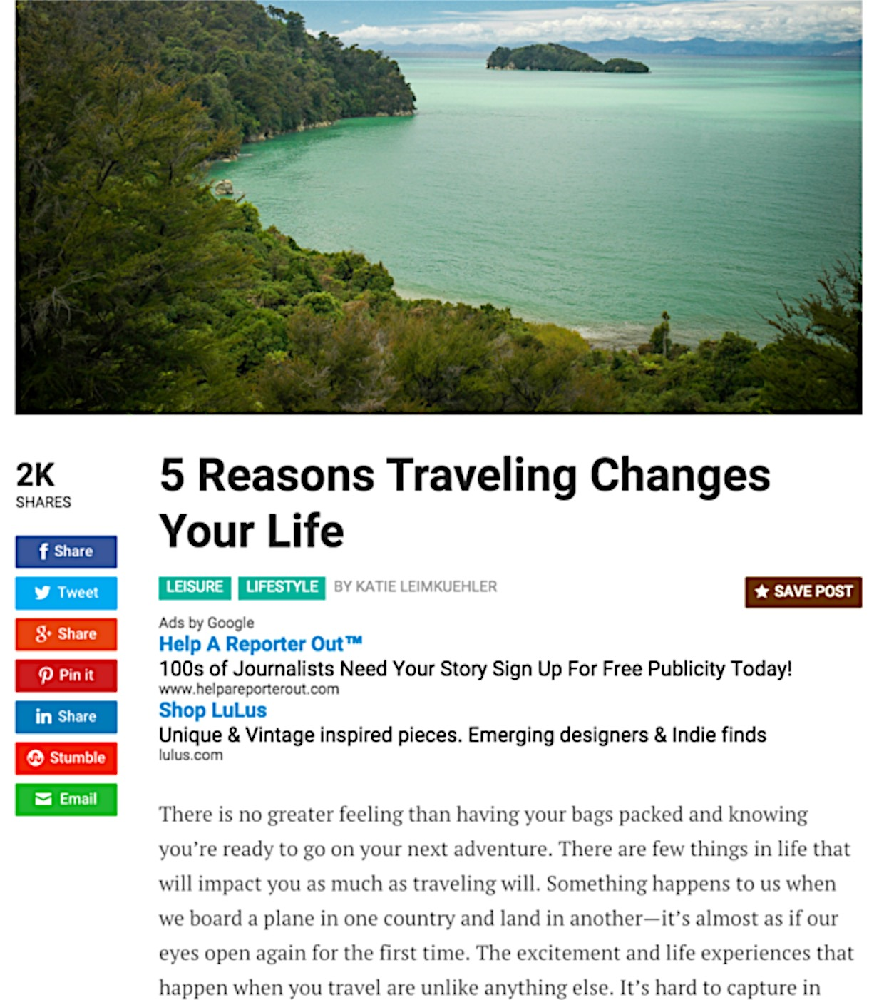 2K
SHARES
Share
Tweet
Share
Pin it
Share
Stumble
Email
5 Reasons Traveling Changes
Your Life
LEISURE LIFESTYLE BY KATIE LEIMKUEHLER
SAVE POST
Ads by Google
Help A Reporter Out™
100s of Journalists Need Your Story Sign Up For Free Publicity Today!
www.helpareporterout.com
Shop LuLus
Unique & Vintage inspired pieces. Emerging designers & Indie finds
lulus.com
There is no greater feeling than having your bags packed and knowing
you’re ready to go on your next adventure. There are few things in life that
will impact you as much as traveling will. Something happens to us when
we board a plane in one country and land in another—it’s almost as if our
eyes open again for the first time. The excitement and life experiences that
happen when you travel are unlike anything else. It’s hard to capture in